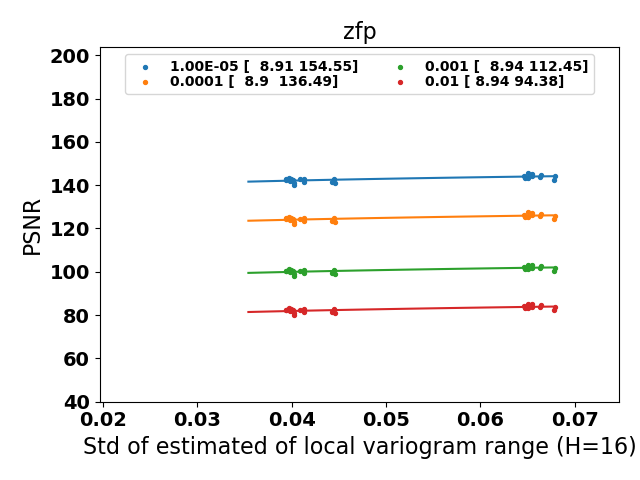 zfp
1.00E-05 [  8.91 154.55]
0.0001 [  8.9  136.49]
0.001 [  8.94 112.45]
0.01 [ 8.94 94.38]
PSNR
200
180
160
140
120
100
80
60
40
0.02 0.03 0.04 0.05 0.06 0.07
Std of estimated of local variogram range (H=16)